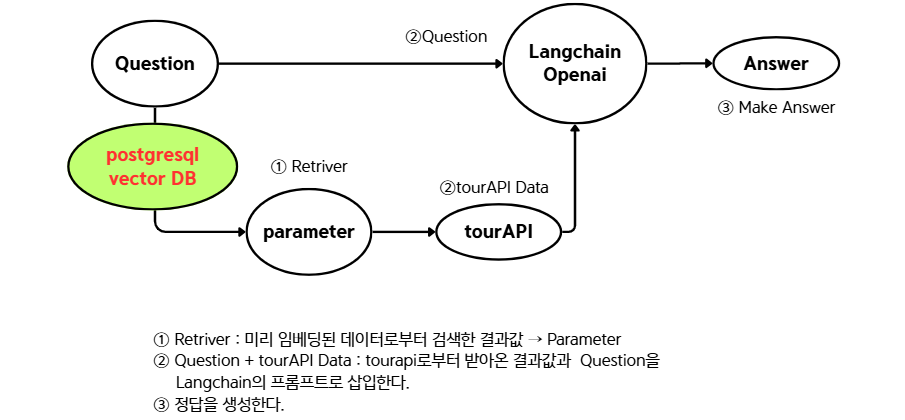 ②Question
Question
Langchain
Openai
Answer
③ Make Answer
postgresql
vector DB
① Retriver
②tourAPI Data
parameter
tourAPI
① Retriver : 미리 임베딩된 데이터로부터 검색한 결과값 → Parameter
② Question + tourAPI Data : tourapi로부터 받아온 결과값과 Question을
Langchain의 프롬프트로 삽입한다.
③ 정답을 생성한다.